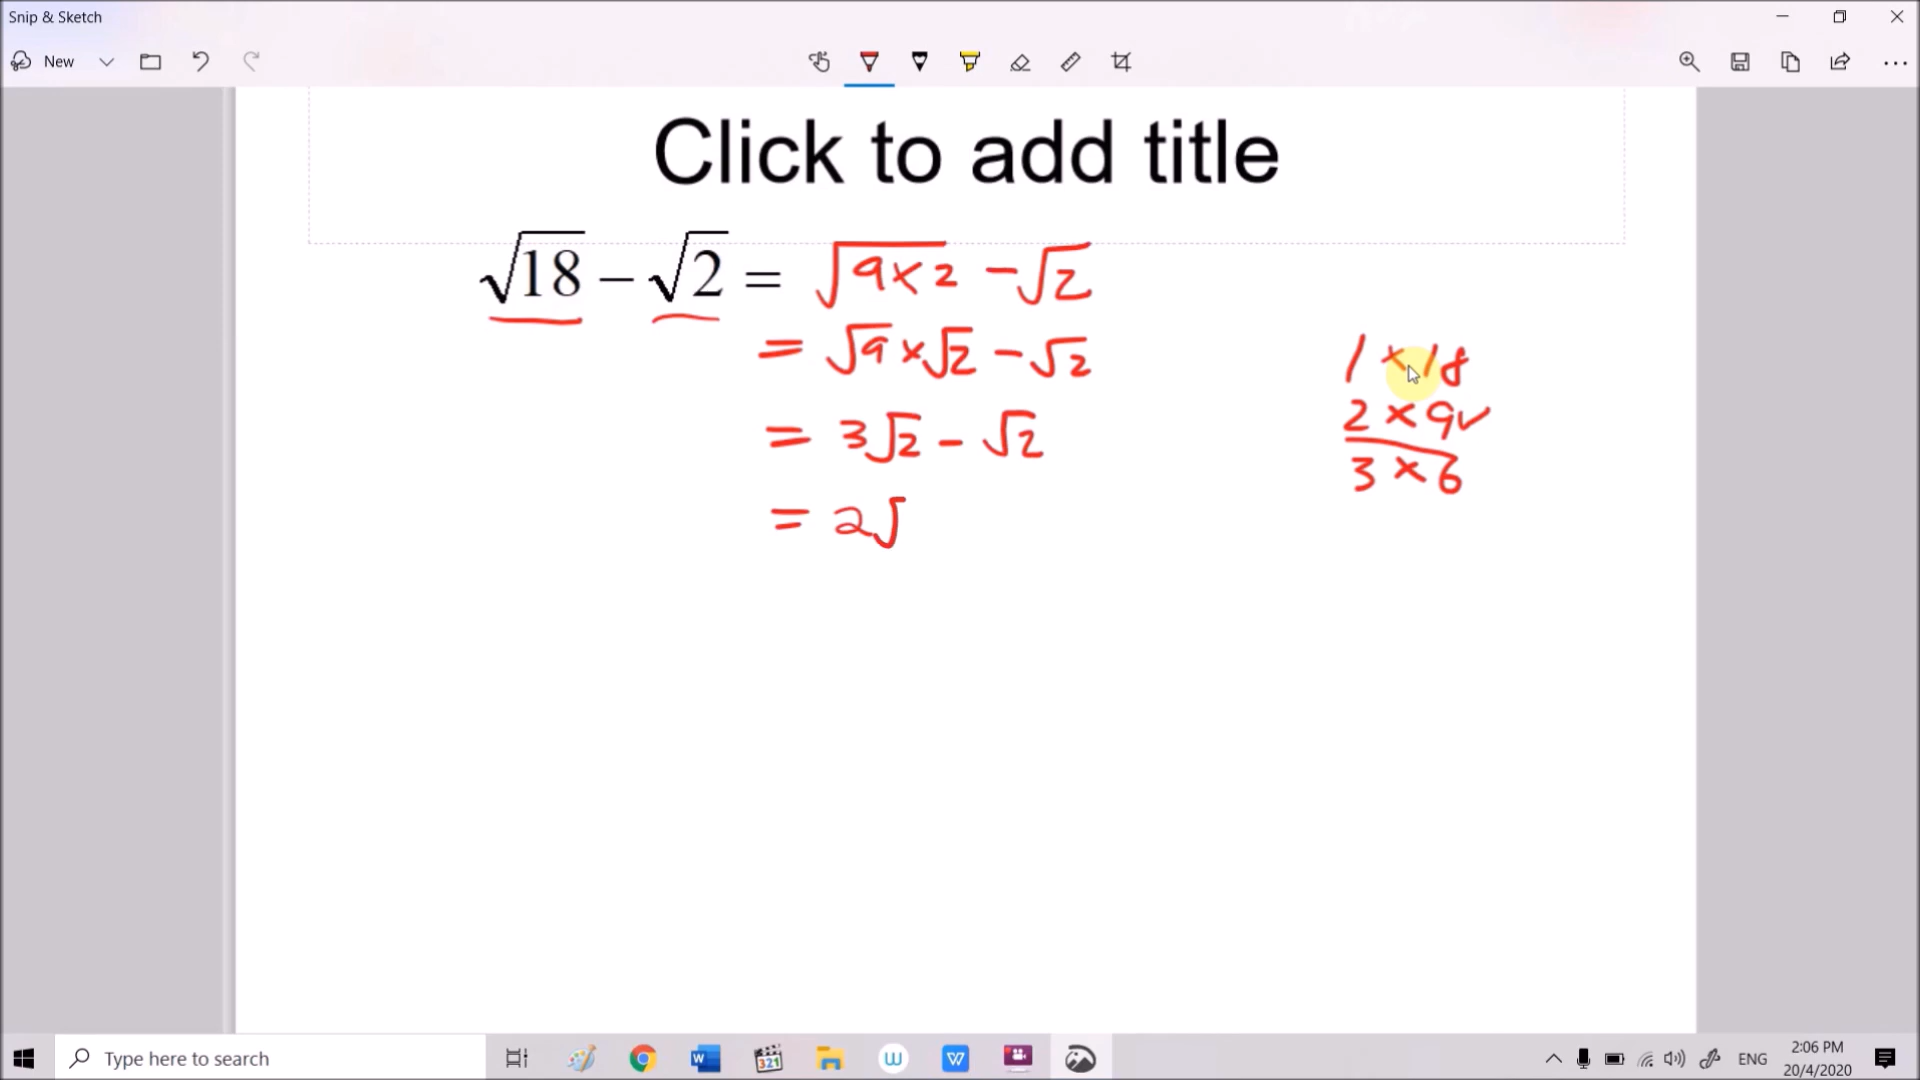 Snip & Sketch
New
Click to add title
√18 − √2 = √9×2 − √2
= √9 × √2 − √2
= 3√2 − √2
= 2√
1 × 18
2 × 9✓
3 × 6
Type here to search
W
321
W
W
ENG
2:06 PM
20/4/2020